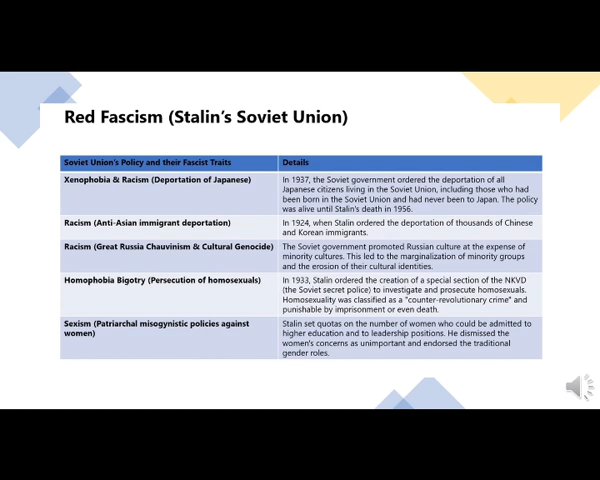 Red Fascism (Stalin's Soviet Union)
Soviet Union's Policy and their Fascist Traits
Details
Xenophobia & Racism (Deportation of Japanese)
In 1937, the Soviet government ordered the deportation of all
Japanese citizens living in the Soviet Union, including those who had
been born in the Soviet Union and had never been to Japan. The policy
was alive until Stalin's death in 1956.
Racism (Anti-Asian immigrant deportation)
In 1924, when Stalin ordered the deportation of thousands of Chinese
and Korean immigrants.
Racism (Great Russia Chauvinism & Cultural Genocide)
The Soviet government promoted Russian culture at the expense of
minority cultures. This led to the marginalization of minority groups
and the erosion of their cultural identities.
Homophobia Bigotry (Persecution of homosexuals)
In 1933, Stalin ordered the creation of a special section of the NKVD
(the Soviet secret police) to investigate and prosecute homosexuals.
Homosexuality was classified as a "counter-revolutionary crime" and
punishable by imprisonment or even death.
Sexism (Patriarchal misogynistic policies against
women)
Stalin set quotas on the number of women who could be admitted to
higher education and to leadership positions. He dismissed the
women's concerns as unimportant and endorsed the traditional
gender roles.